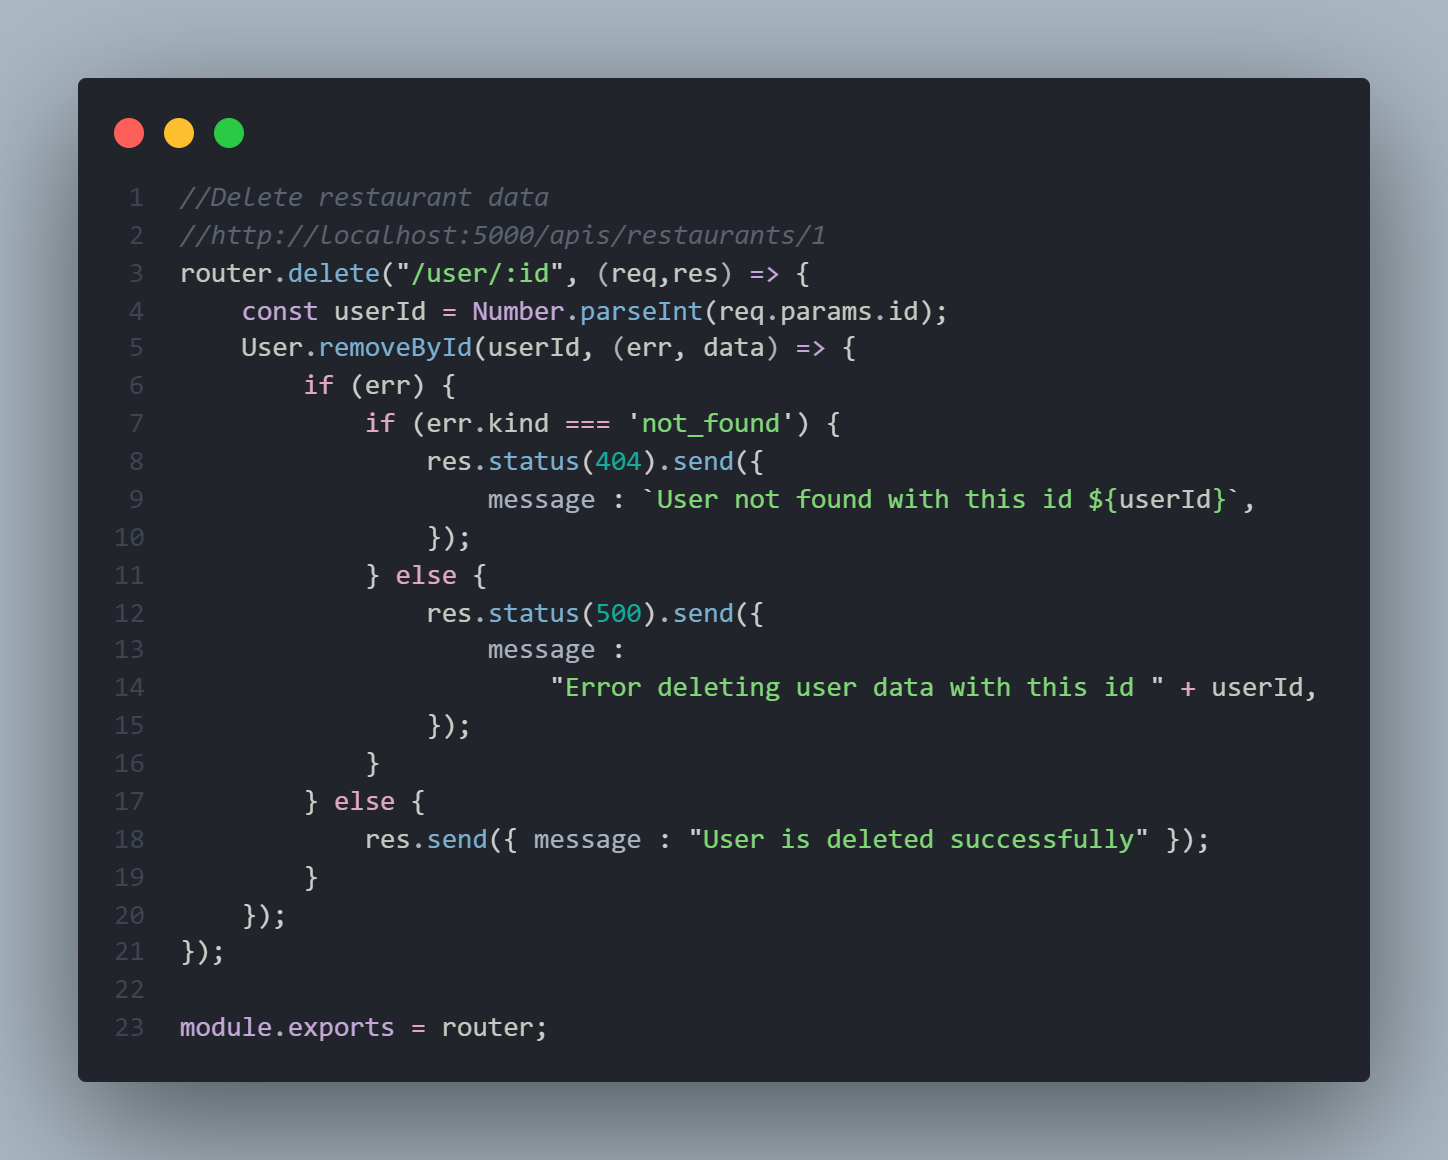 1 //Delete restaurant data
2 //http://localhost:5000/apis/restaurants/1
3 router.delete("/user/:id", (req,res) => {
4     const userId = Number.parseInt(req.params.id);
5     User.removeById(userId, (err, data) => {
6         if (err) {
7             if (err.kind === 'not_found') {
8                 res.status(404).send({
9                     message : `User not found with this id ${userId}`,
10                 });
11             } else {
12                 res.status(500).send({
13                     message :
14                         "Error deleting user data with this id " + userId,
15                 });
16             }
17         } else {
18             res.send({ message : "User is deleted successfully" });
19         }
20     });
21 });
22
23 module.exports = router;